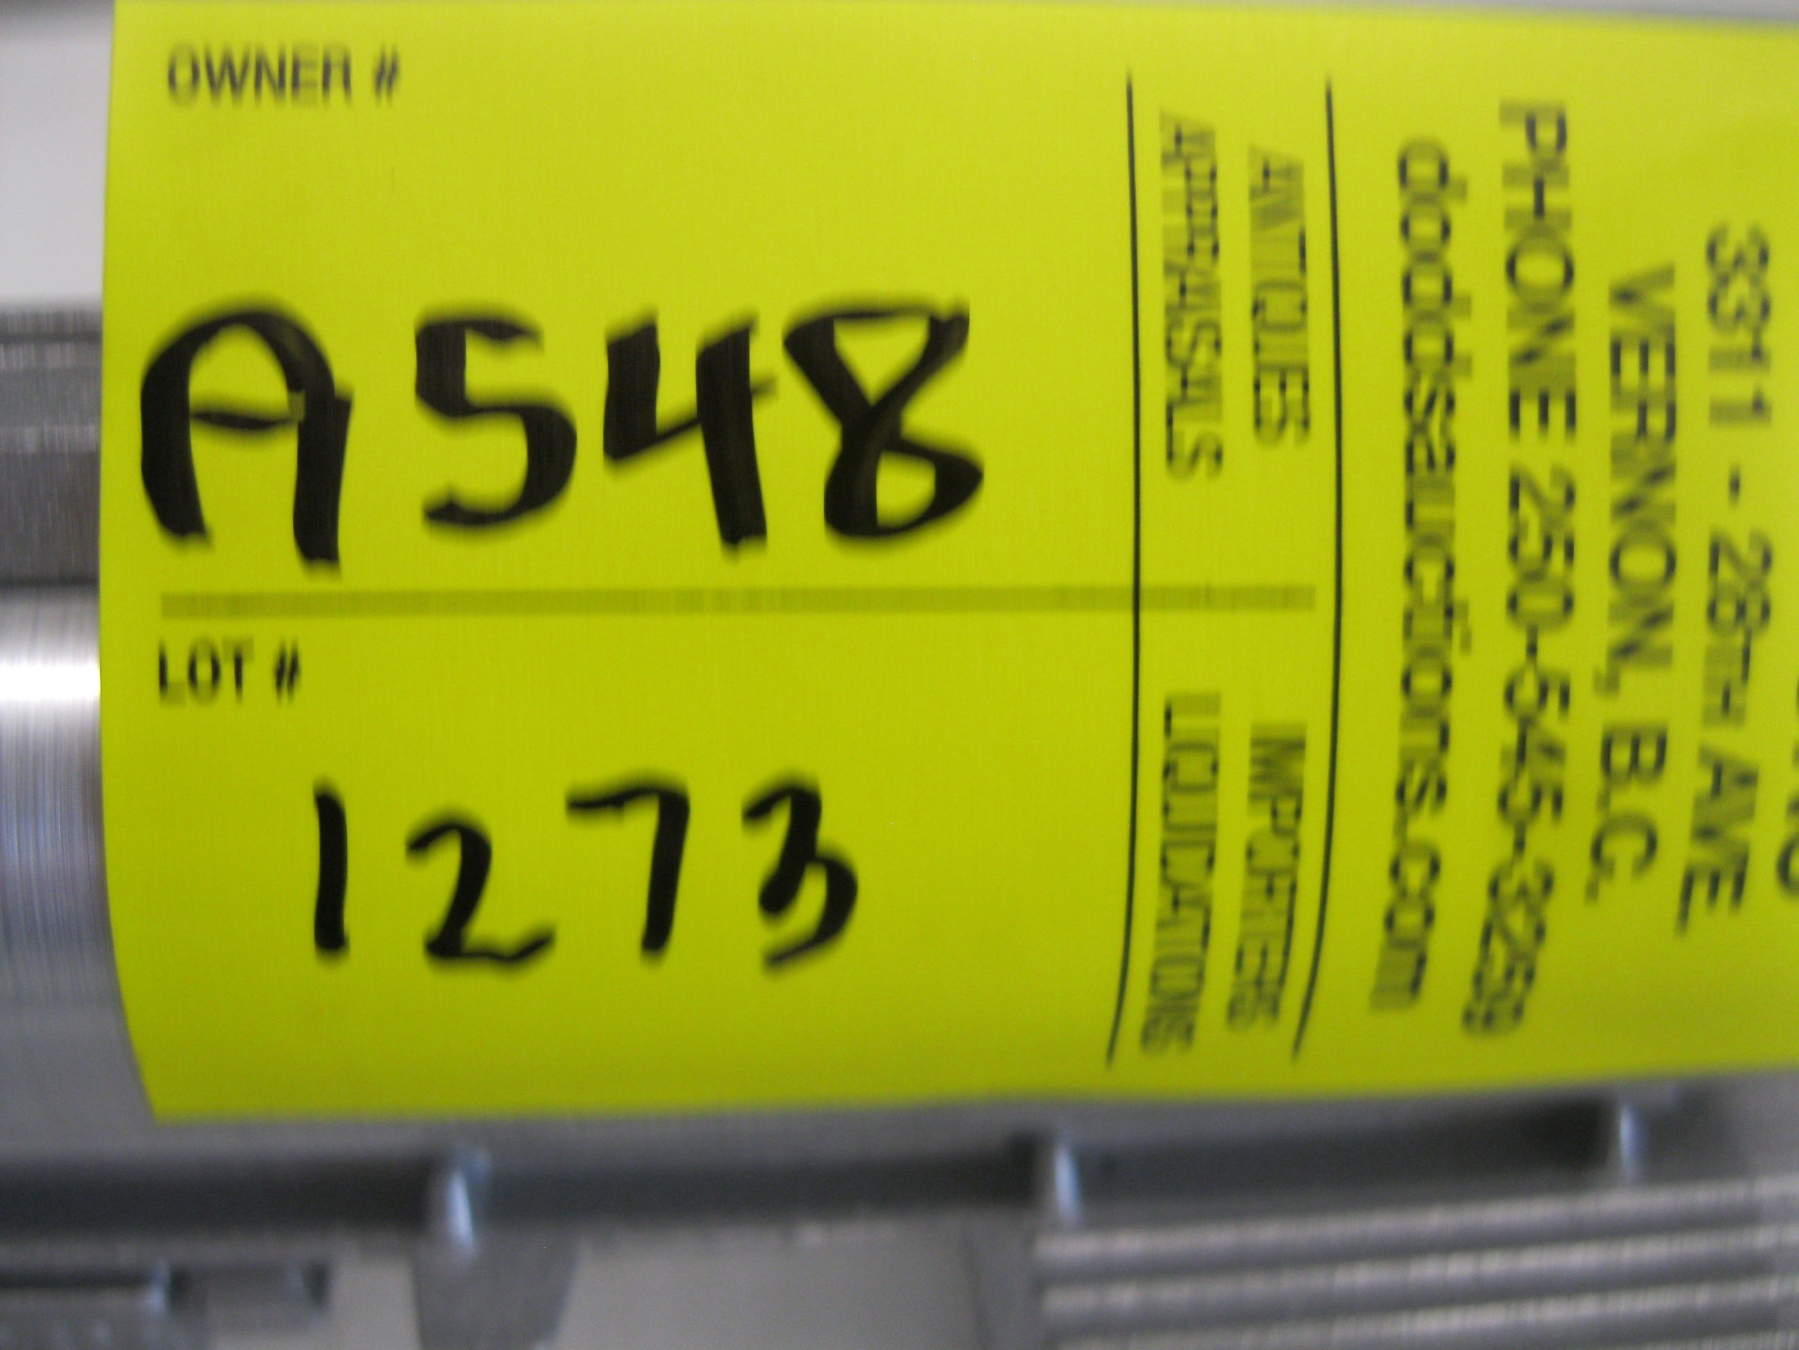 OWNER #
A548
LOT #
1273
3311 - 28TH AVE.
VERNON, B.C.
PHONE 250-545-3259
doddsauctions.com
ANTIQUES IMPORTERS
APPRAISALS LIQUIDATIONS